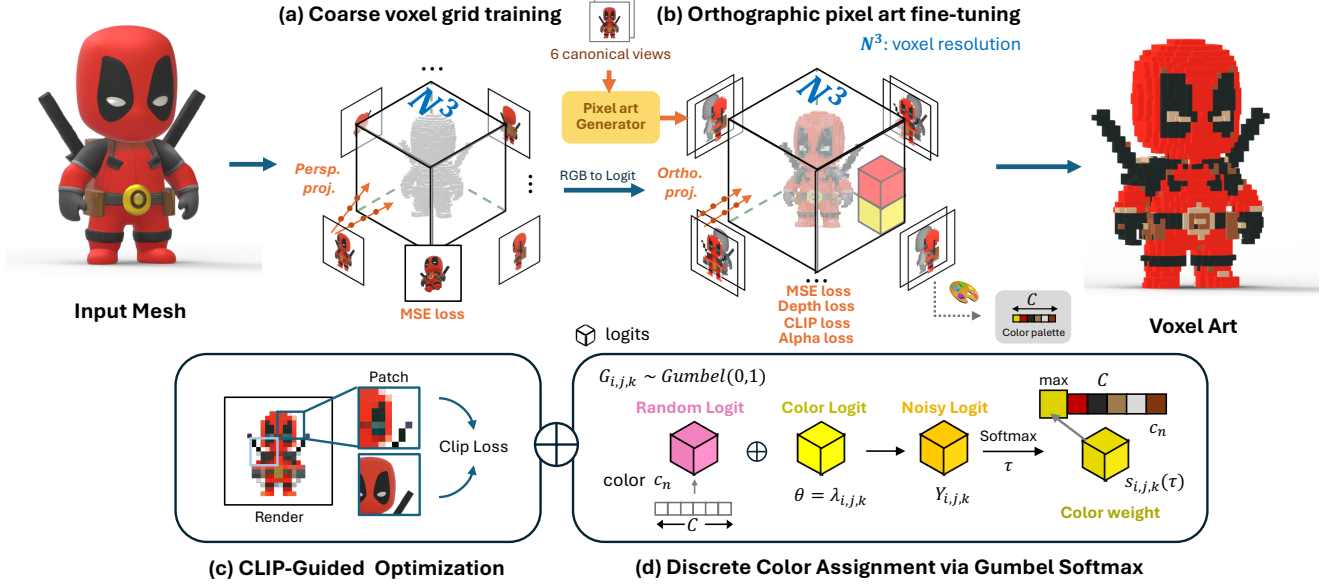 (a) Coarse voxel grid training
(b) Orthographic pixel art fine-tuning
6 canonical views
N³: voxel resolution
...
N³
Pixel art
Generator
N³
Persp.
proj.
RGB to Logit
Ortho.
proj.
...
Input Mesh
MSE loss
...
MSE loss
Depth loss
CLIP loss
Alpha loss
C
Color palette
Voxel Art
logits
Patch
Clip Loss
Render
G_{i,j,k} ~ Gumbel(0,1)
Random Logit
Color Logit
Noisy Logit
max
C
c_n
Softmax
τ
color c_n
θ = λ_{i,j,k}
Y_{i,j,k}
s_{i,j,k}(τ)
C
Color weight
(c) CLIP-Guided Optimization
(d) Discrete Color Assignment via Gumbel Softmax